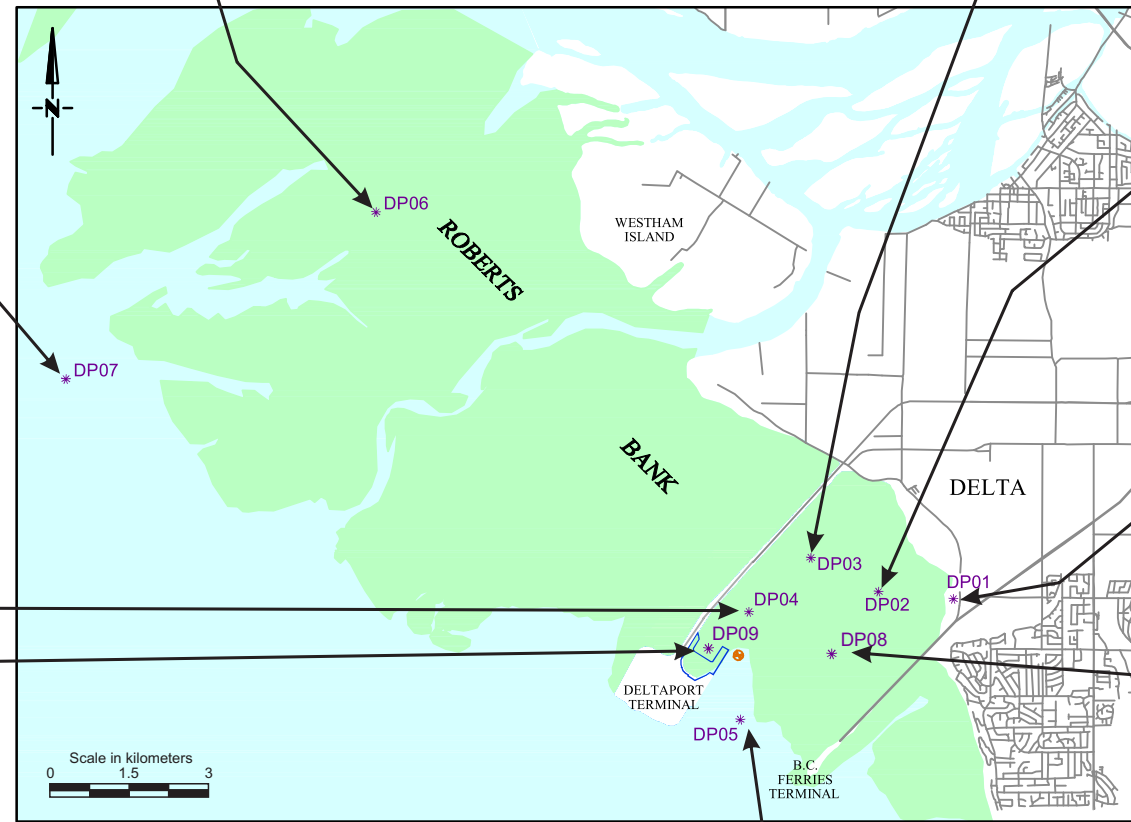 N
DP06
WESTHAM
ISLAND
ROBERTS
DP07
BANK
DELTA
DP03
DP01
DP02
DP04
DP09
DP08
DELTAPORT
TERMINAL
DP05
Scale in kilometers
0 1.5 3
B.C.
FERRIES
TERMINAL